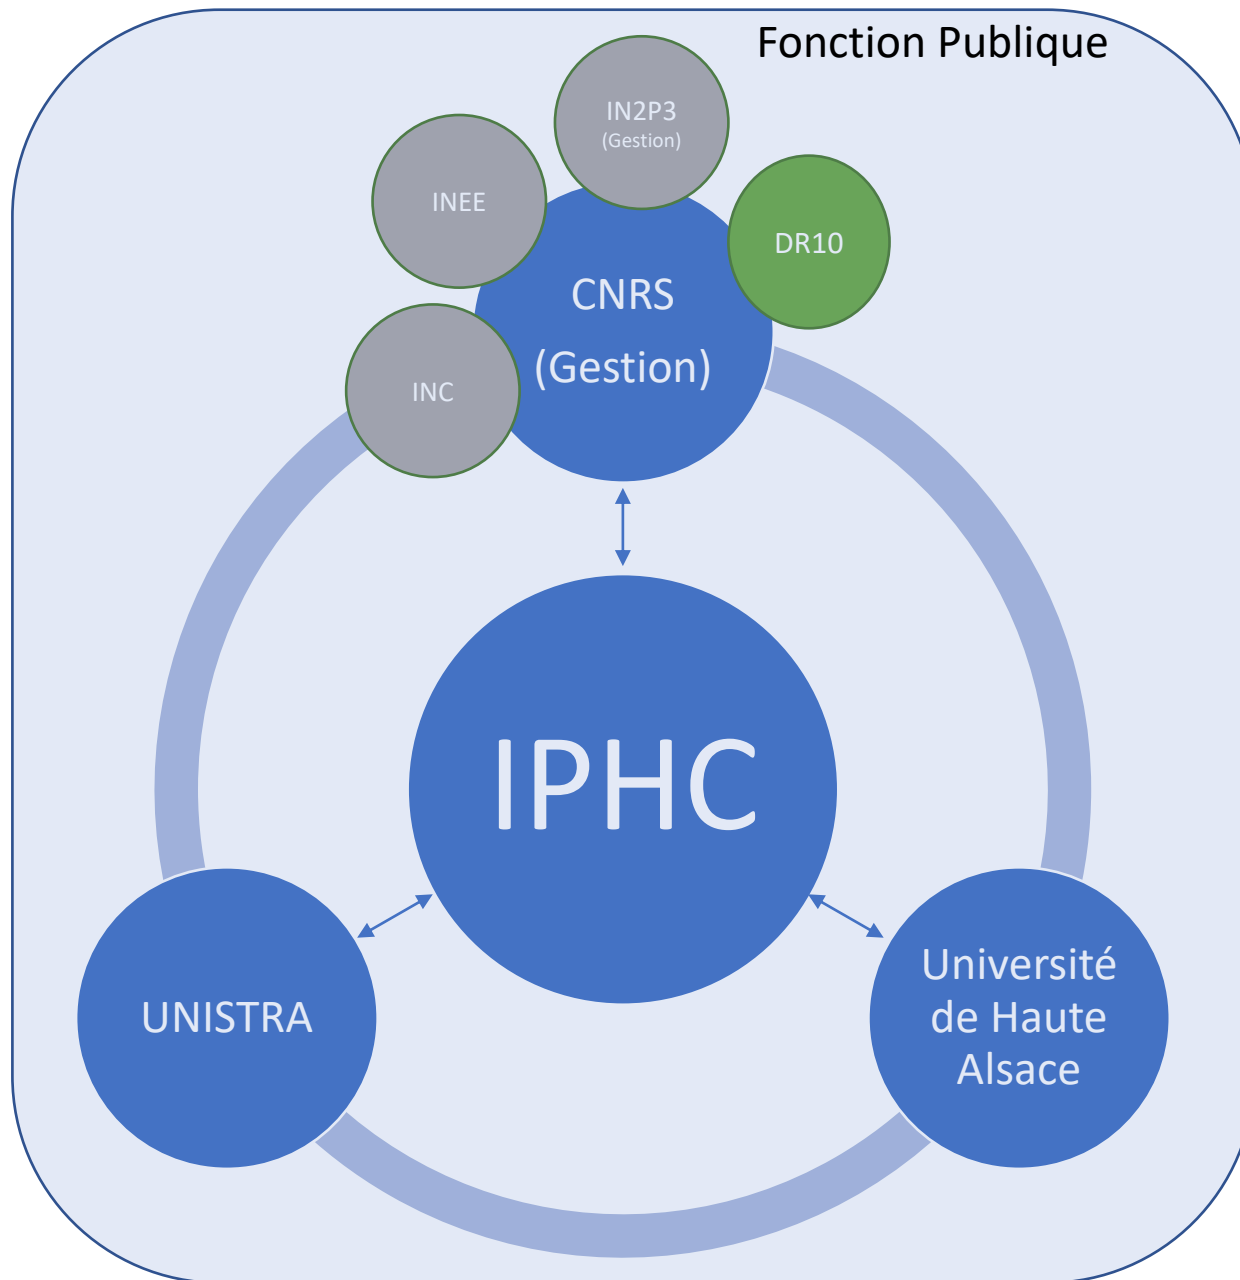 Fonction Publique
IN2P3
(Gestion)
INEE
DR10
CNRS
(Gestion)
INC
IPHC
UNISTRA
Université
de Haute
Alsace